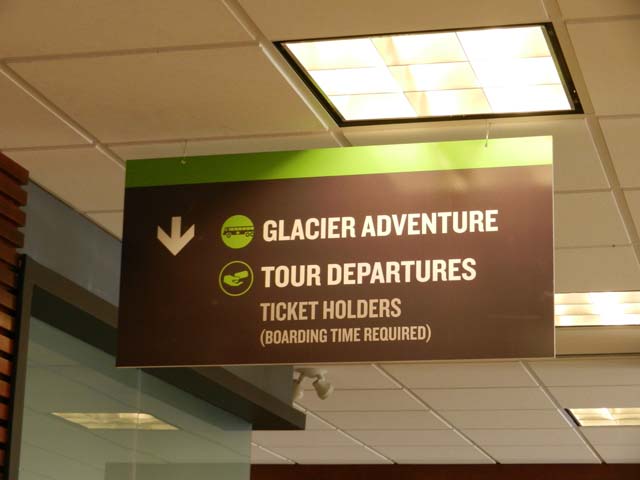 GLACIER ADVENTURE
TOUR DEPARTURES
TICKET HOLDERS
(BOARDING TIME REQUIRED)